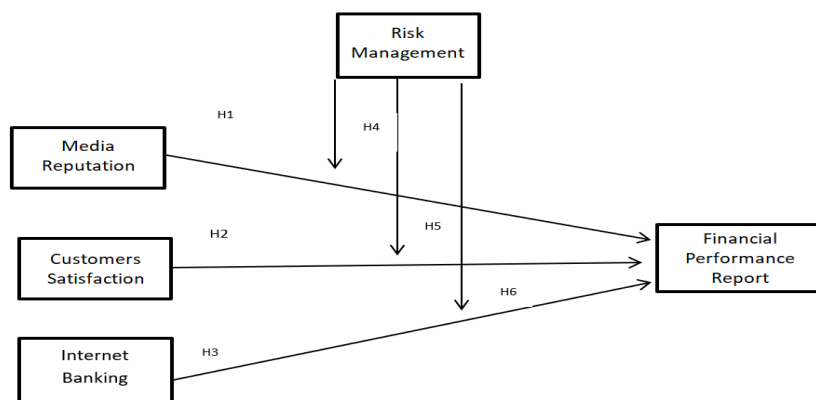 Risk
Management
H1
H4
Media
Reputation
H2
H5
Customers
Satisfaction
Financial
Performance
Report
H6
H3
Internet
Banking